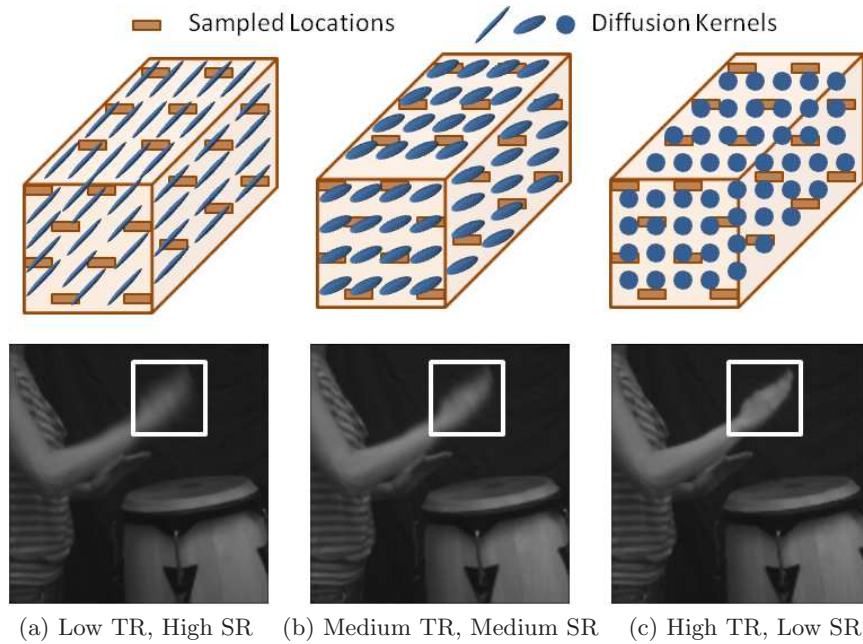 Sampled Locations Diffusion Kernels
(a) Low TR, High SR (b) Medium TR, Medium SR (c) High TR, Low SR